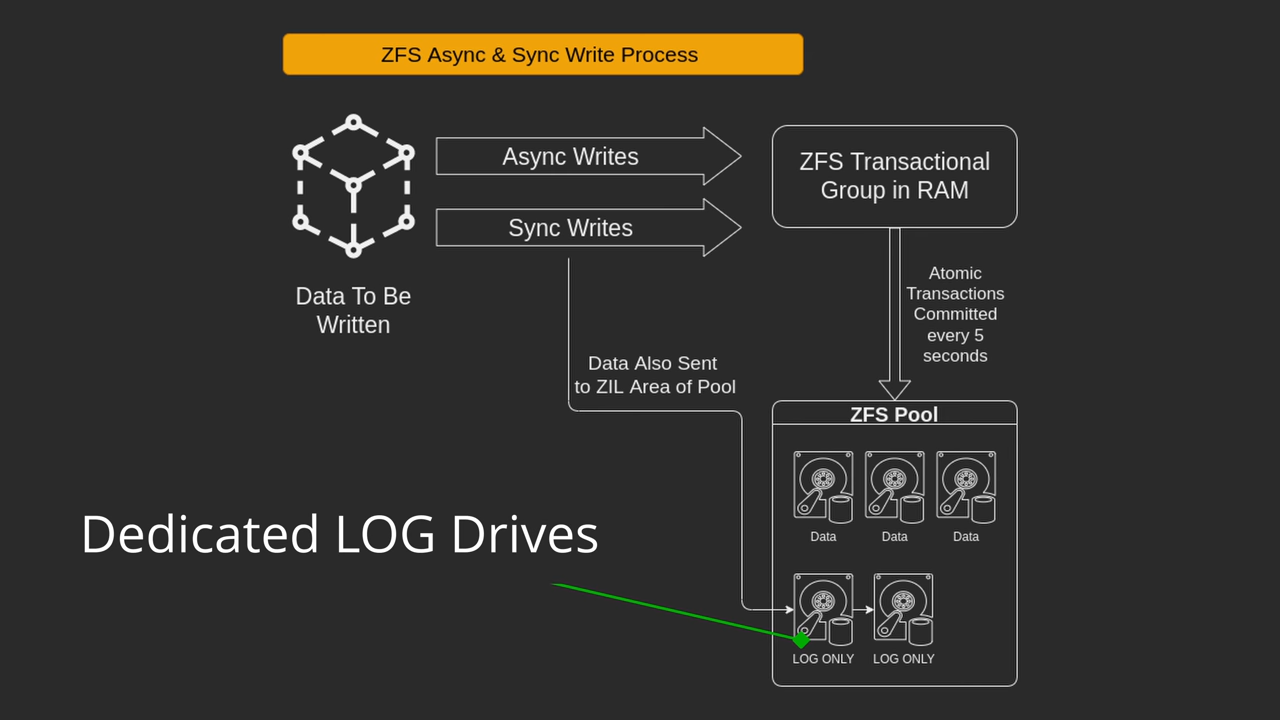 ZFS Async & Sync Write Process
Async Writes
Sync Writes
ZFS Transactional
Group in RAM
Data To Be
Written
Atomic
Transactions
Committed
every 5
seconds
Data Also Sent
to ZIL Area of Pool
ZFS Pool
Data
Data
Data
Dedicated LOG Drives
LOG ONLY
LOG ONLY